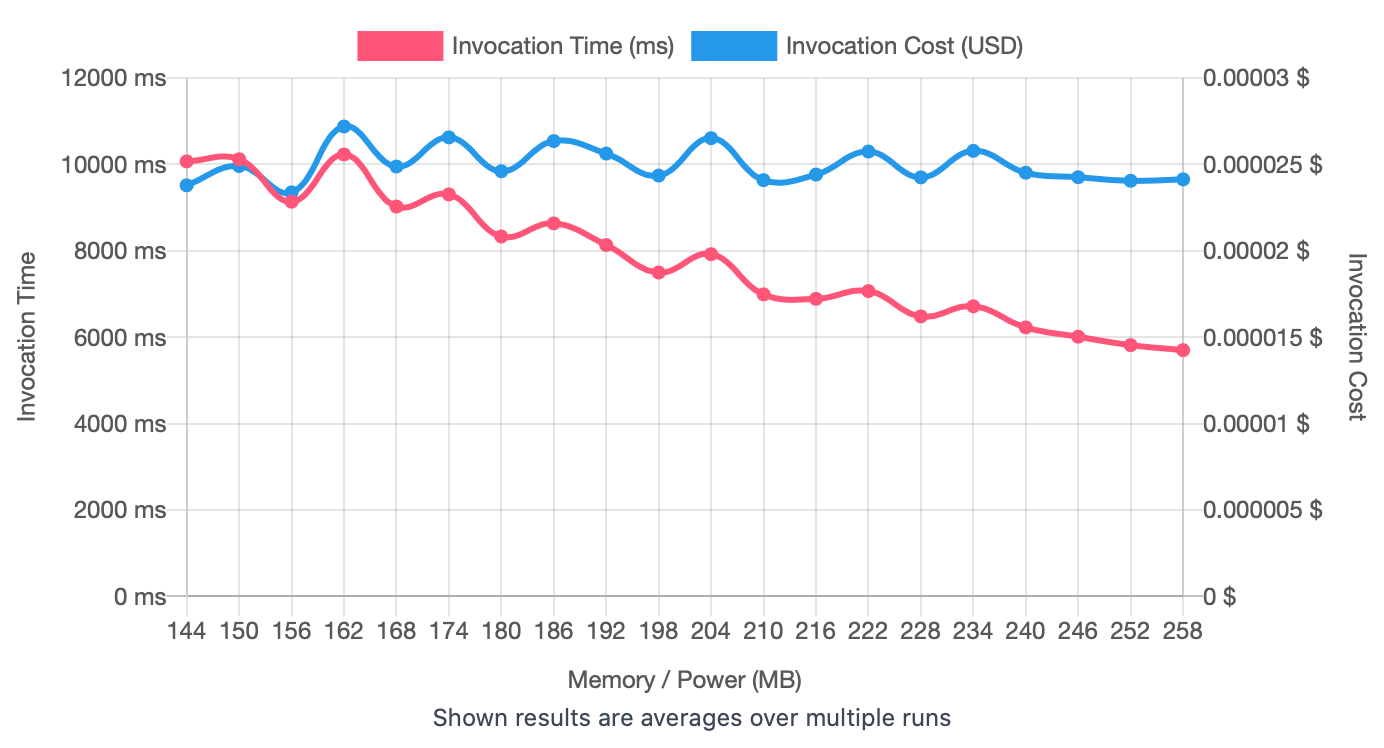 Invocation Time (ms) Invocation Cost (USD)
12000 ms 0.00003 $
10000 ms 0.000025 $
8000 ms 0.00002 $
6000 ms 0.000015 $
4000 ms 0.00001 $
2000 ms 0.000005 $
0 ms 0 $
Invocation Time
Invocation Cost
144 150 156 162 168 174 180 186 192 198 204 210 216 222 228 234 240 246 252 258
Memory / Power (MB)
Shown results are averages over multiple runs